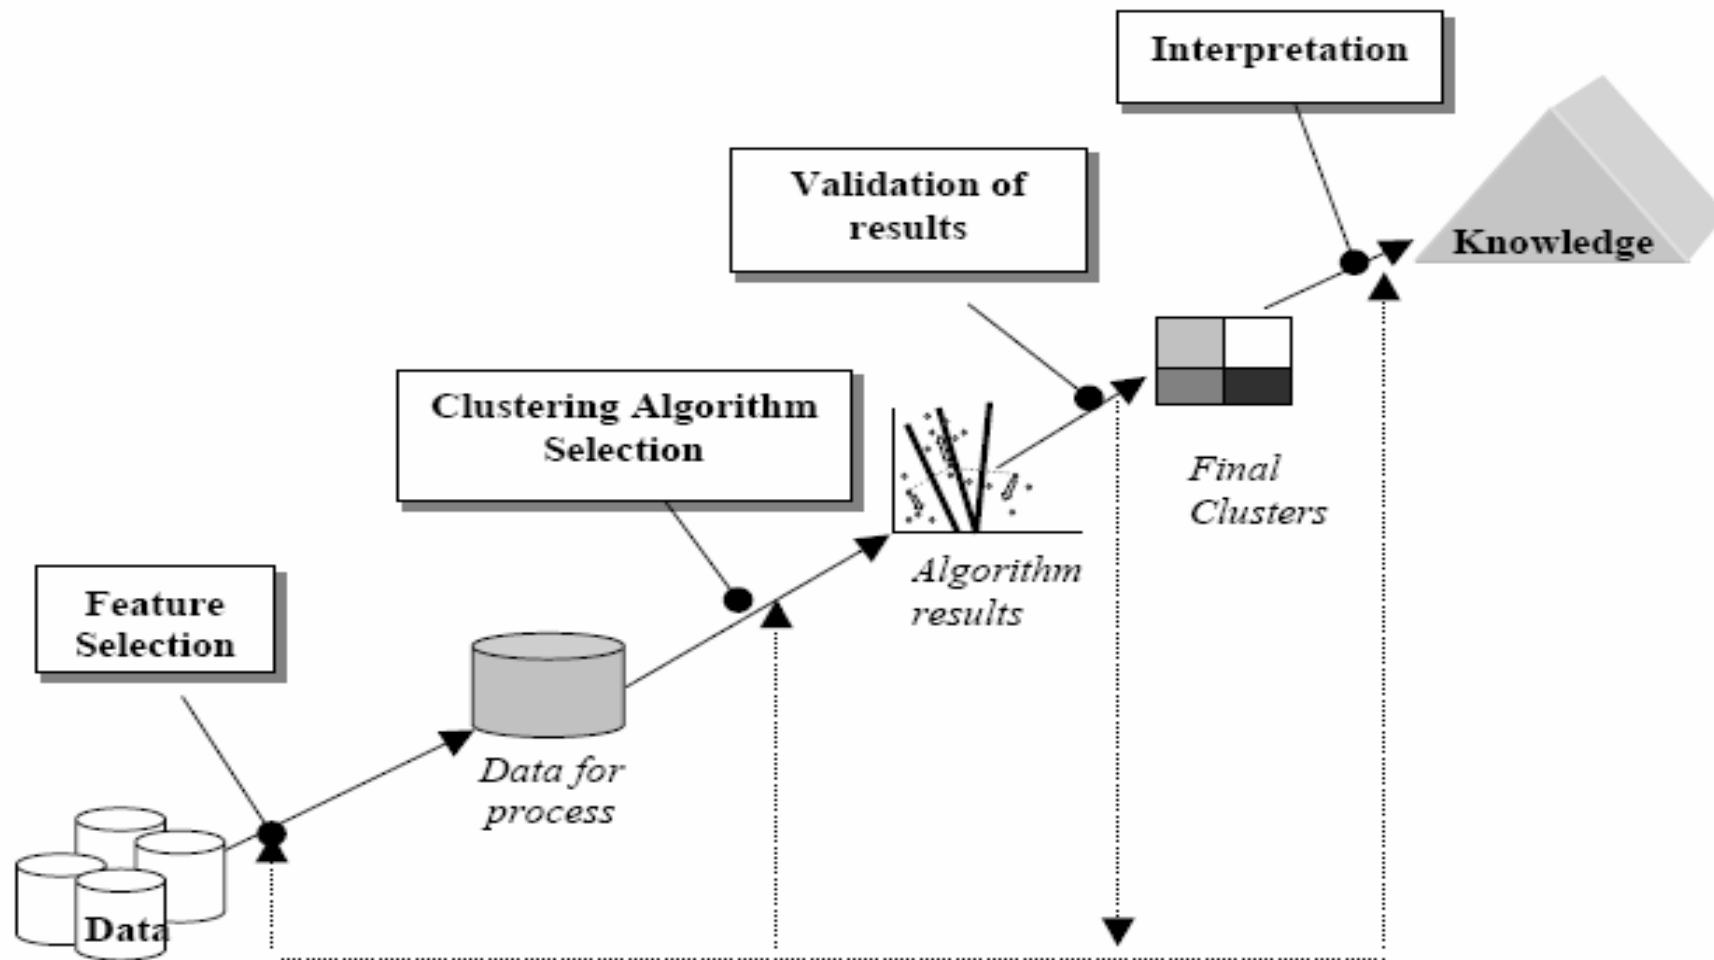 Interpretation
Validation of
results
Knowledge
Clustering Algorithm
Selection
Final
Clusters
Algorithm
results
Feature
Selection
Data for
process
Data